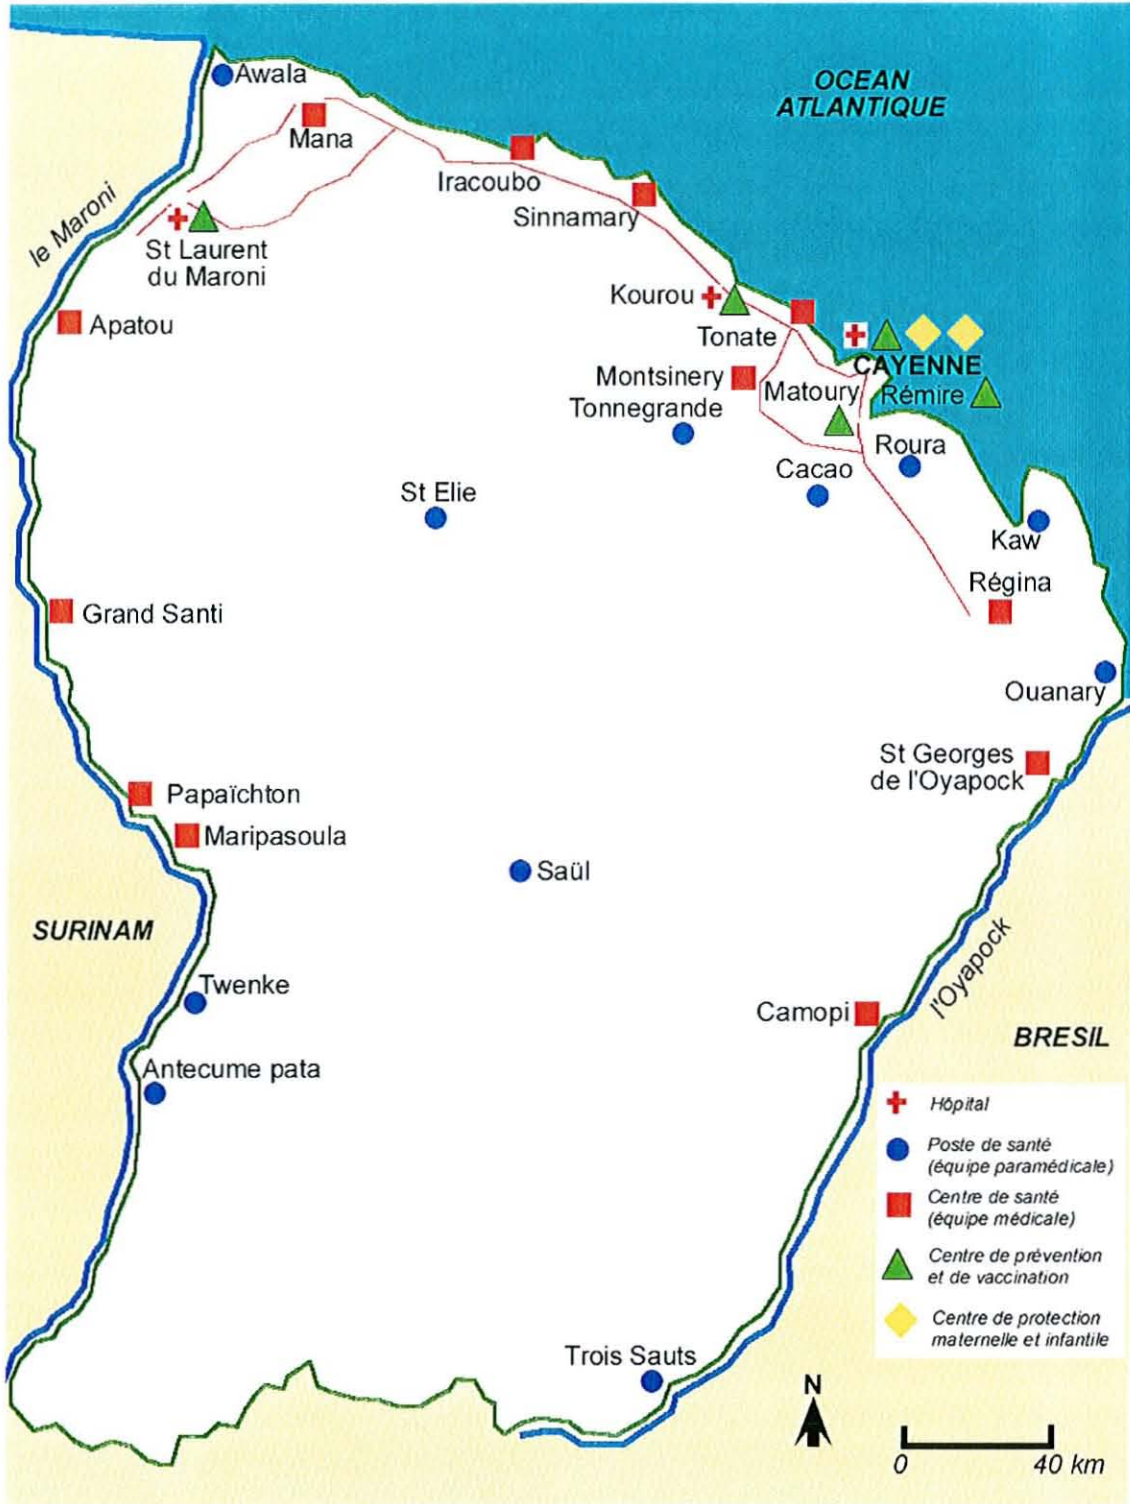 OCEAN
ATLANTIQUE
Awala
Mana
Iracoubo
Sinnamary
le Maroni
St Laurent
du Maroni
Kourou
Apatou
Tonate
CAYENNE
Montsinery
Matoury
Rémire
Tonnegrande
Roura
Cacao
St Elie
Kaw
Régina
Grand Santi
Ouanary
St Georges
de l'Oyapock
Papaïchton
Maripasoula
Saül
SURINAM
l'Oyapock
Twenke
Camopi
BRESIL
Antecume pata
Hôpital
Poste de santé
(équipe paramédicale)
Centre de santé
(équipe médicale)
Centre de prévention
et de vaccination
Centre de protection
maternelle et infantile
Trois Sauts
N
0 40 km